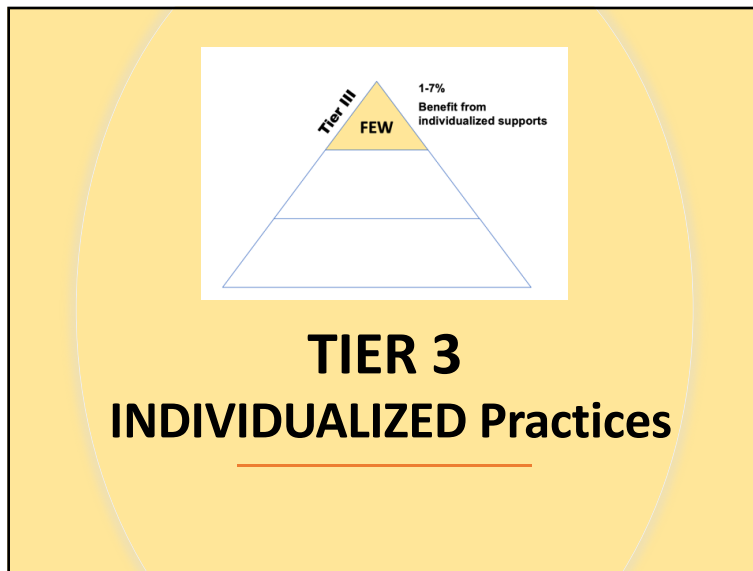 Tier III
FEW
1-7%
Benefit from
individualized supports
TIER 3
INDIVIDUALIZED Practices